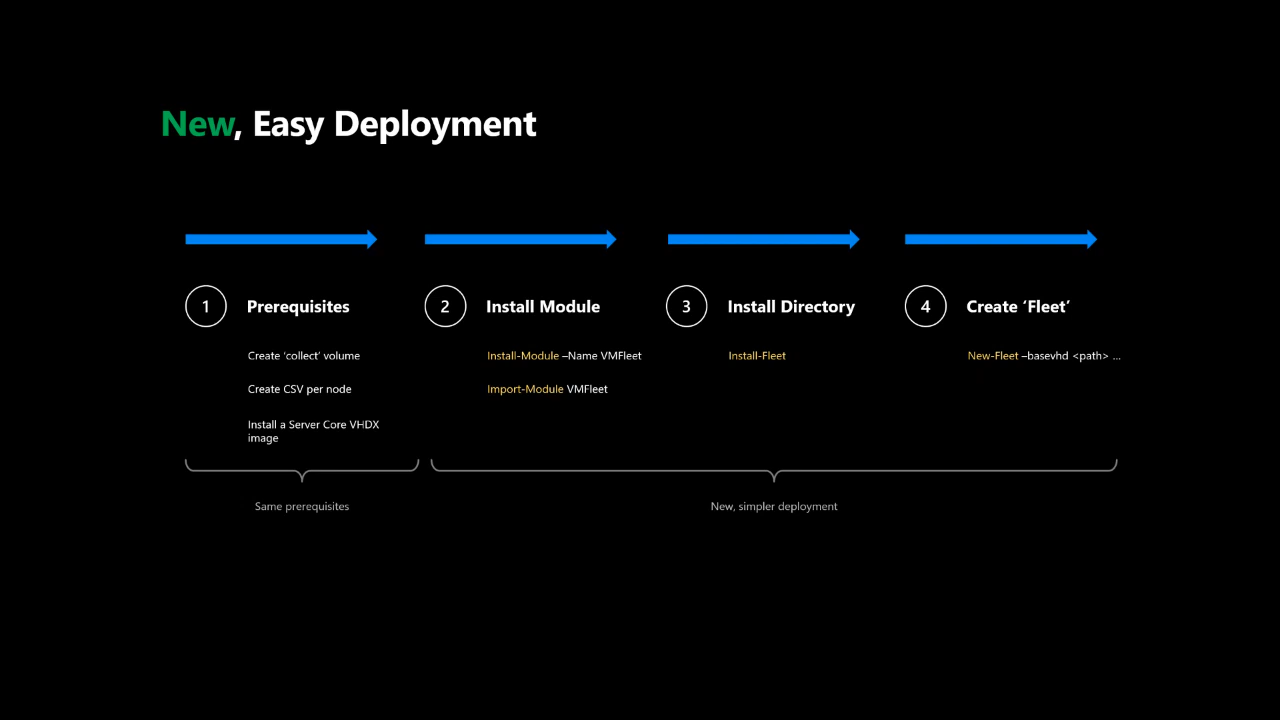 New, Easy Deployment
1 Prerequisites
Create ‘collect’ volume
Create CSV per node
Install a Server Core VHDX
image
2 Install Module
Install-Module –Name VMFleet
Import-Module VMFleet
3 Install Directory
Install-Fleet
4 Create ‘Fleet’
New-Fleet –basevhd <path> ...
Same prerequisites
New, simpler deployment